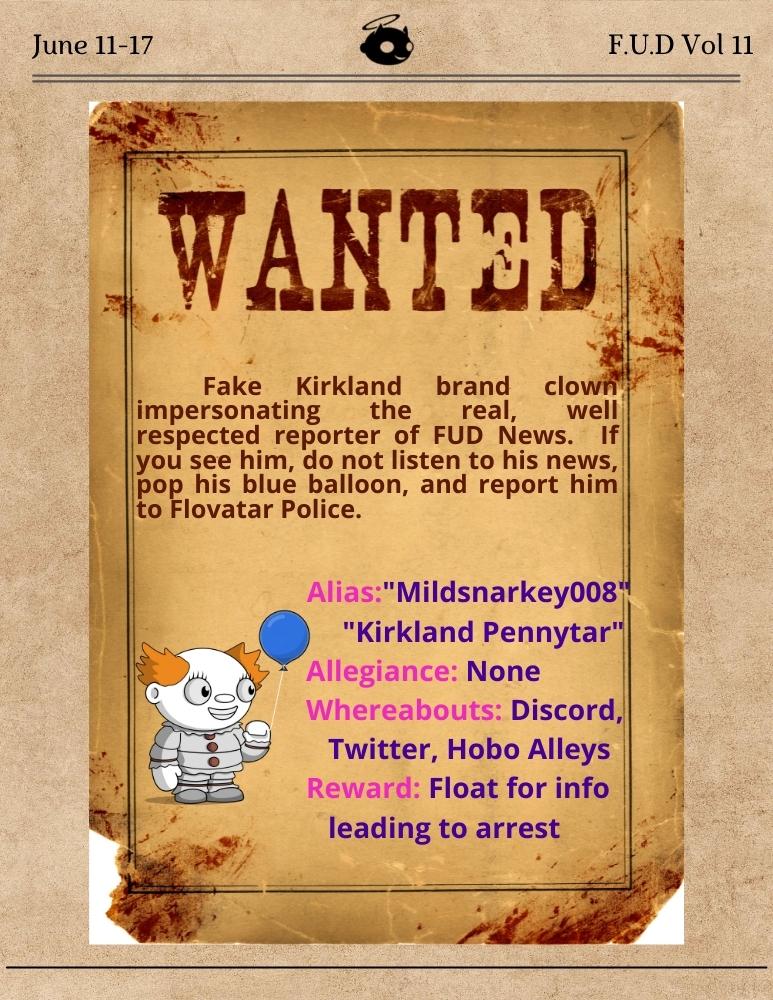 June 11-17
F.U.D Vol 11
WANTED
Fake Kirkland brand clown
impersonating the real, well
respected reporter of FUD News. If
you see him, do not listen to his news,
pop his blue balloon, and report him
to Flovatar Police.
Alias:"Mildsnarkey008"
"Kirkland Pennytar"
Allegiance: None
Whereabouts: Discord,
Twitter, Hobo Alleys
Reward: Float for info
leading to arrest